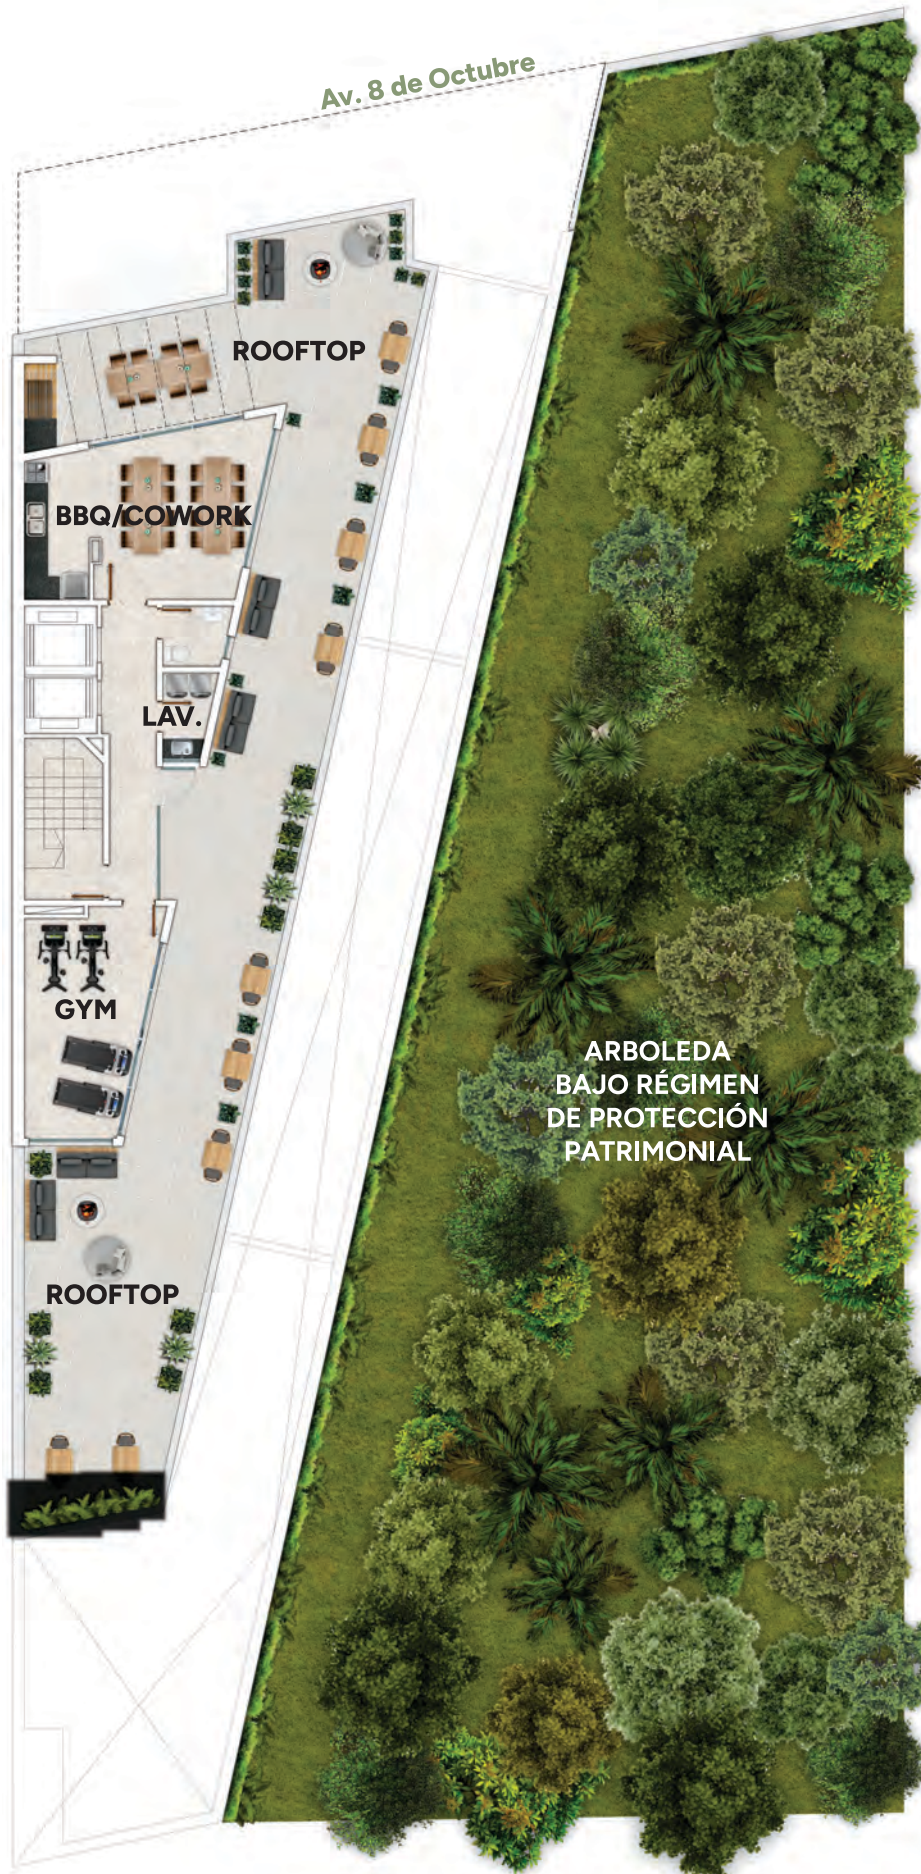 Av. 8 de Octubre
ROOFTOP
BBQ/COWORK
LAV.
GYM
ARBOLEDA
BAJO RÉGIMEN
DE PROTECCIÓN
PATRIMONIAL
ROOFTOP